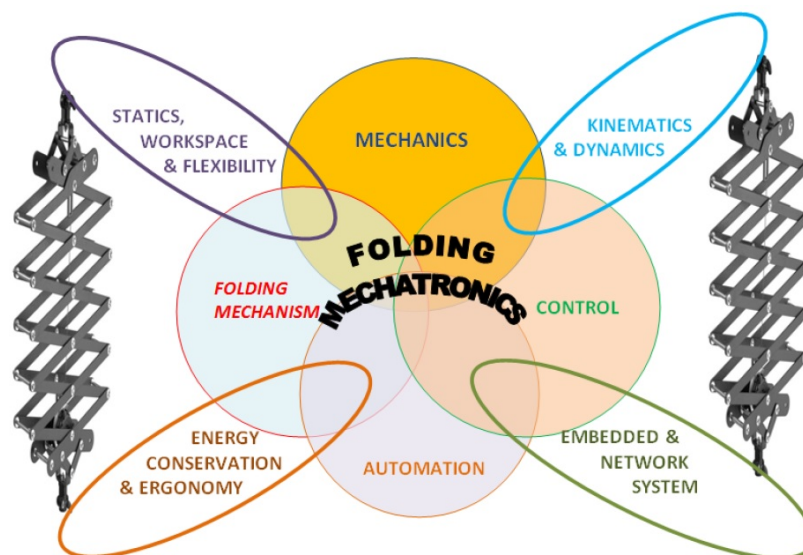 STATICS,
WORKSPACE
& FLEXIBILITY
MECHANICS
KINEMATICS
& DYNAMICS
FOLDING
MECHATRONICS
FOLDING
MECHANISM
CONTROL
ENERGY
CONSERVATION
& ERGONOMY
AUTOMATION
EMBEDDED &
NETWORK
SYSTEM